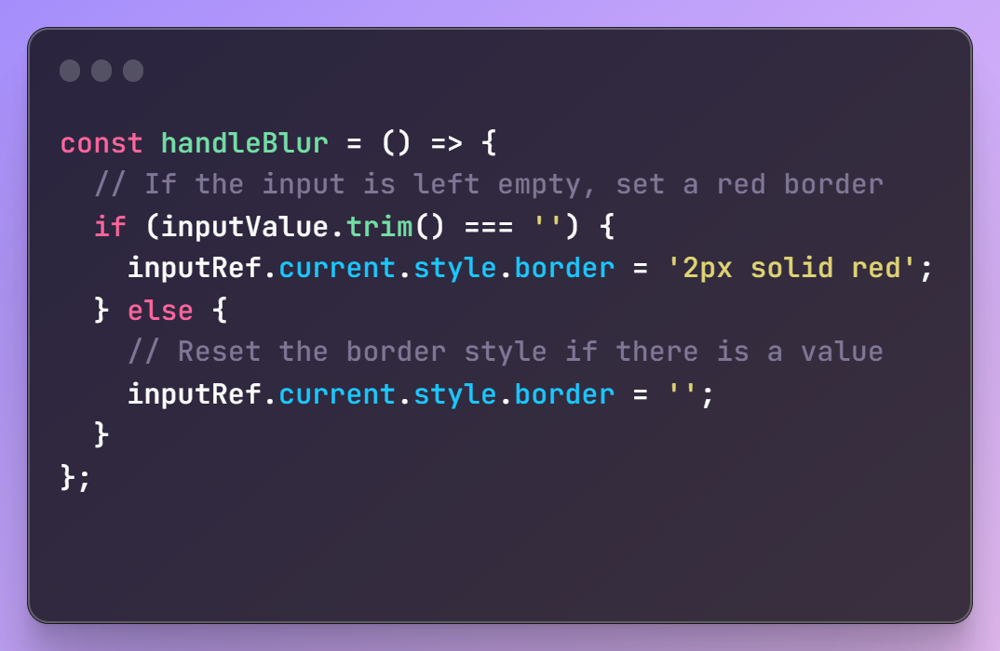 const handleBlur = () => {
  // If the input is left empty, set a red border
  if (inputValue.trim() === '') {
    inputRef.current.style.border = '2px solid red';
  } else {
    // Reset the border style if there is a value
    inputRef.current.style.border = '';
  }
};